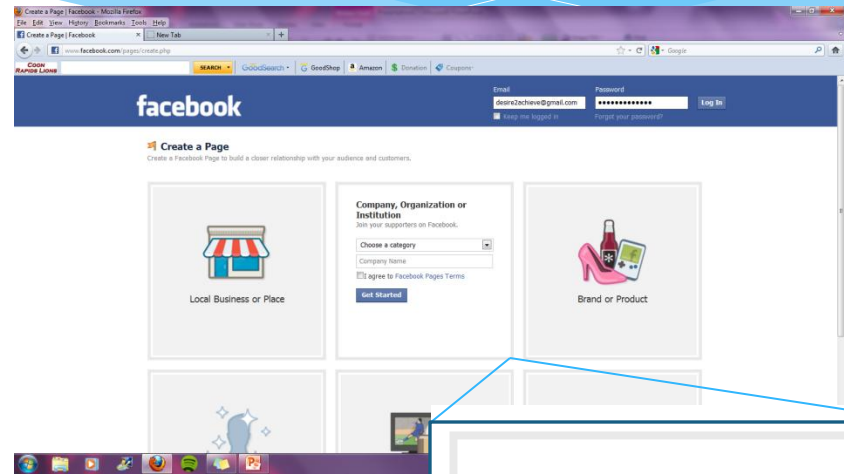 Create a Page | Facebook - Mozilla Firefox
File Edit View History Bookmarks Tools Help
Create a Page | Facebook × New Tab × +
www.facebook.com/pages/create.php
Google
COON RAPIDS LIONS
SEARCH GoodSearch GoodShop a Amazon $ Donation Coupons
facebook
Email Password
desire2achieve@gmail.com ••••••••••••• Log In
Keep me logged in Forgot your password?
Create a Page
Create a Facebook Page to build a closer relationship with your audience and customers.
Local Business or Place
Company, Organization or
Institution
Join your supporters on Facebook.
Choose a category
Company Name
I agree to Facebook Pages Terms
Get Started
Brand or Product